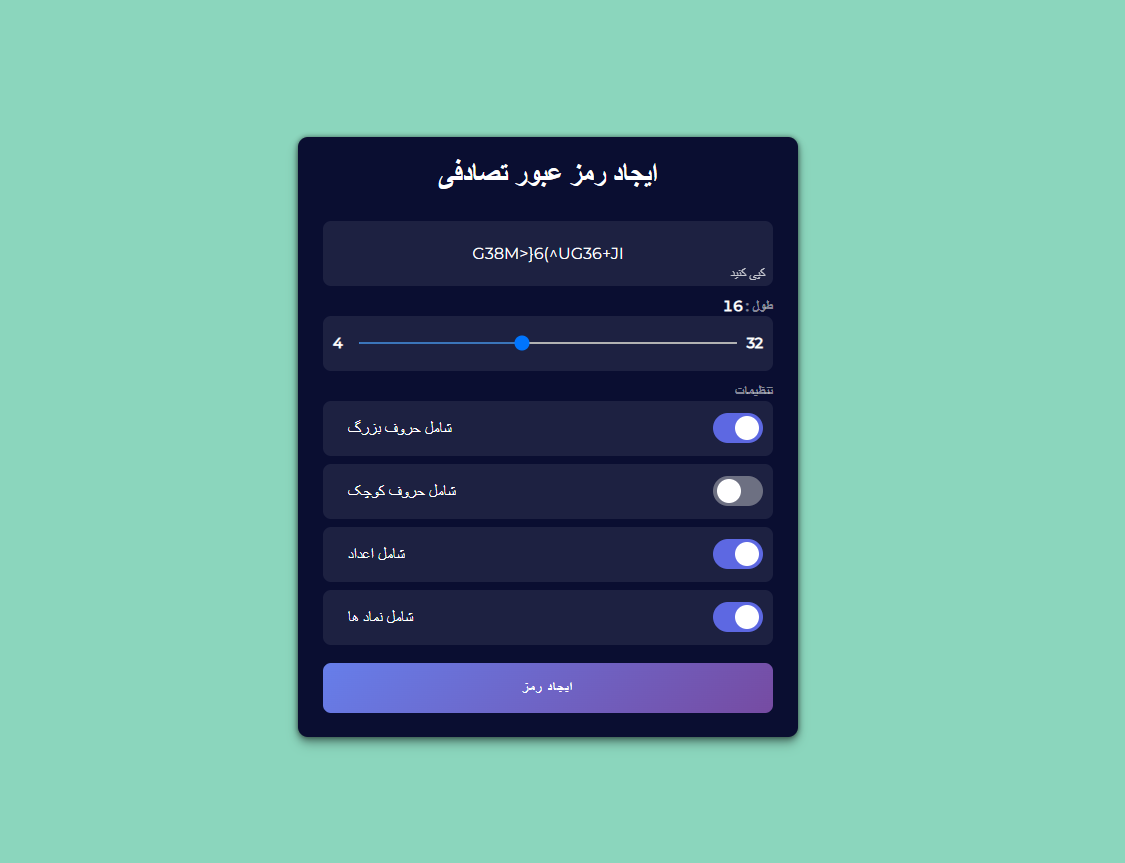 ایجاد رمز عبور تصادفی
G38M>}6(^UG36+JI
کپی کنید
طول : 16
4 32
تنظیمات
شامل حروف بزرگ
شامل حروف کوچک
شامل اعداد
شامل نماد ها
ایجاد رمز